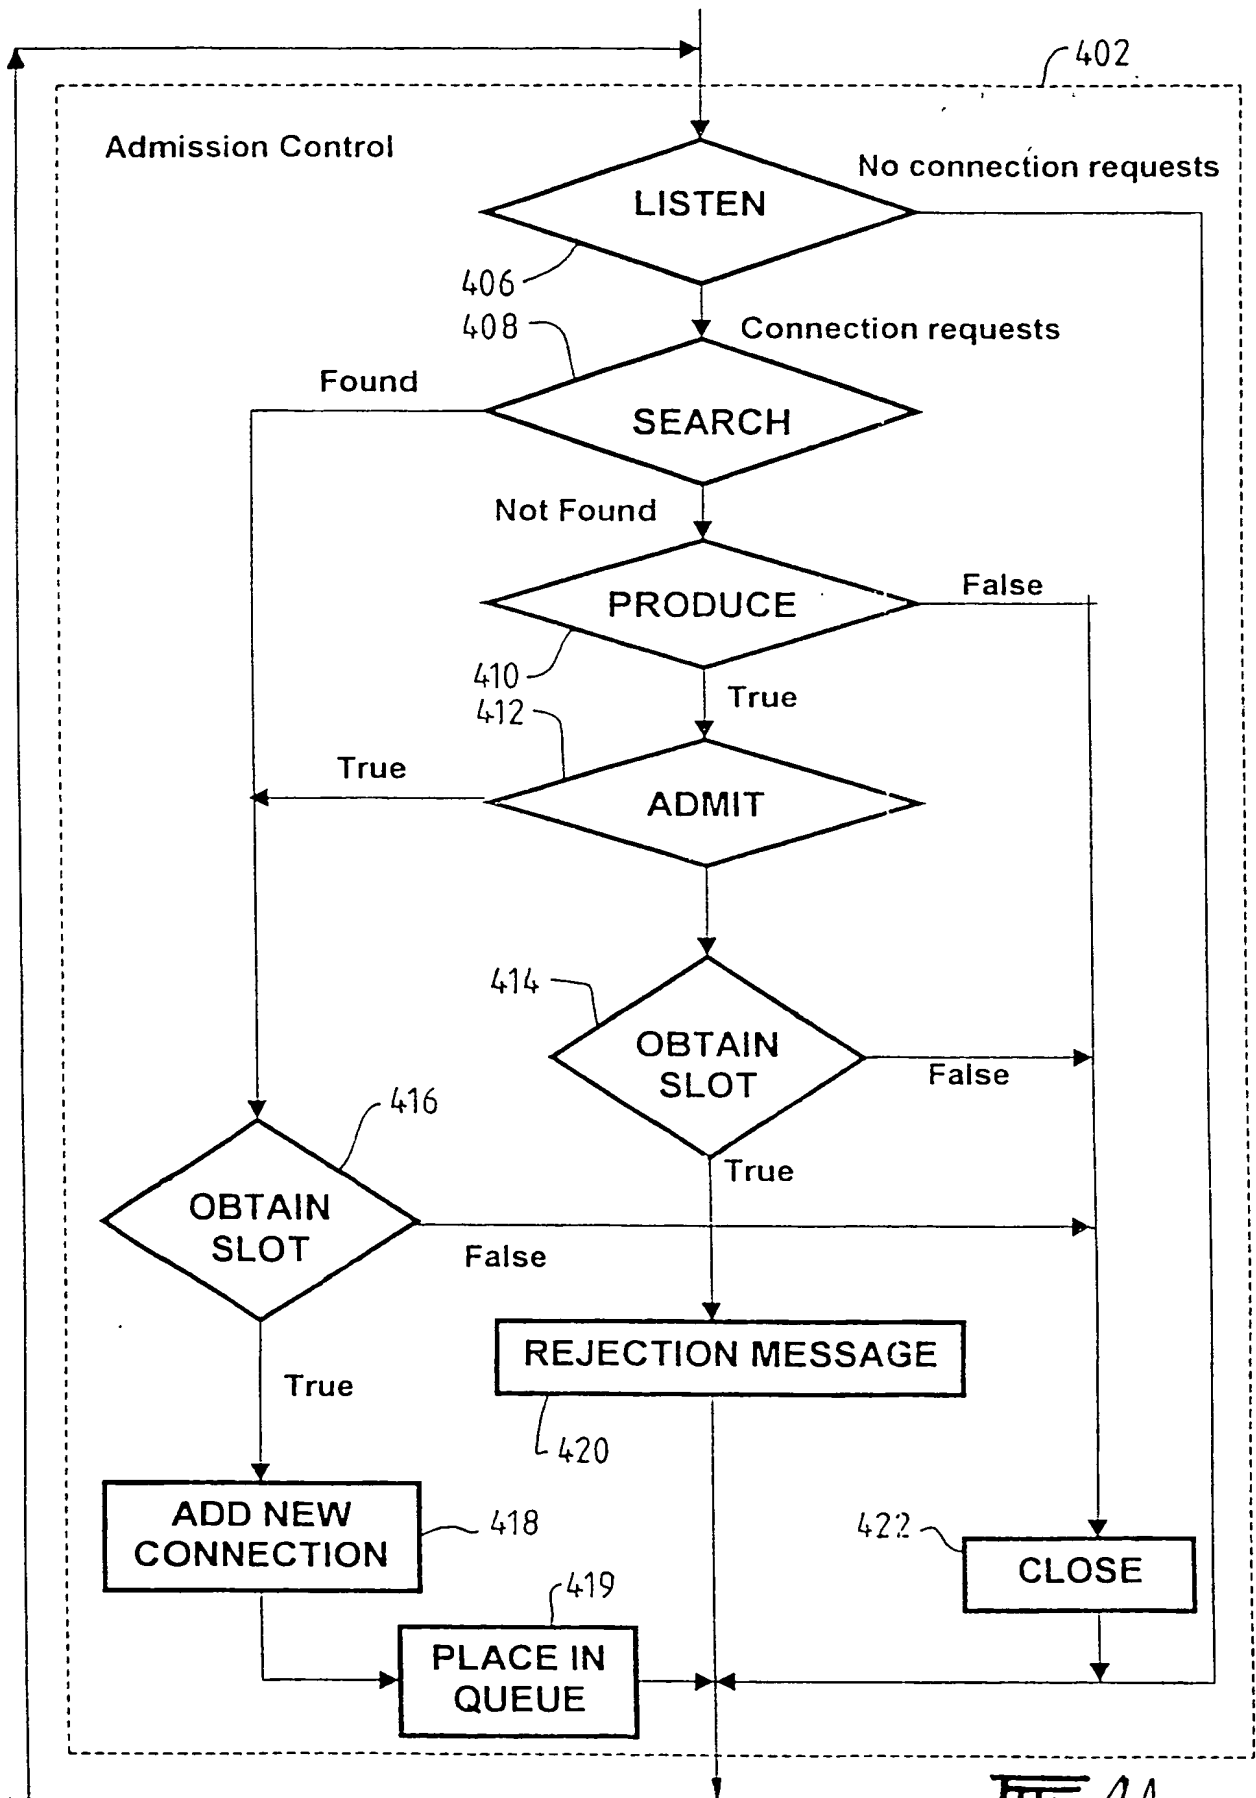 402
Admission Control
No connection requests
LISTEN
406
408
Connection requests
Found
SEARCH
Not Found
False
PRODUCE
410
True
412
True
ADMIT
414
OBTAIN
SLOT
False
416
True
OBTAIN
SLOT
False
REJECTION MESSAGE
True
420
ADD NEW
CONNECTION
418
422
CLOSE
419
PLACE IN
QUEUE